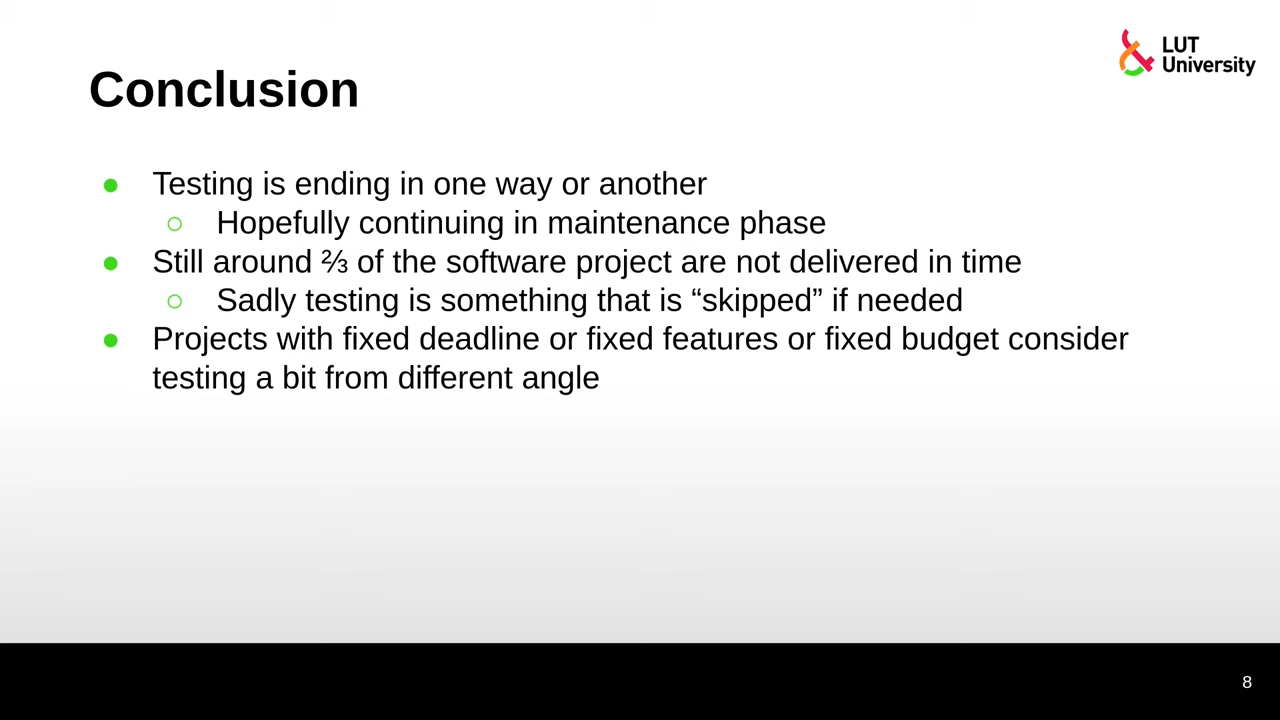 LUT
University
Conclusion
● Testing is ending in one way or another
○ Hopefully continuing in maintenance phase
● Still around ⅔ of the software project are not delivered in time
○ Sadly testing is something that is “skipped” if needed
● Projects with fixed deadline or fixed features or fixed budget consider
testing a bit from different angle
8